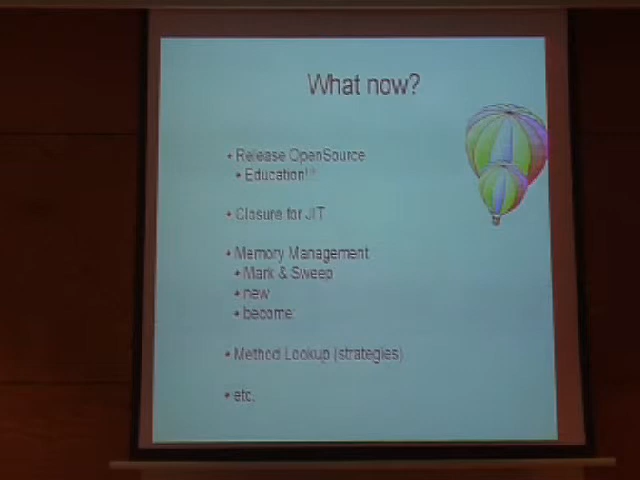 What now?
• Release OpenSource
• Education!!!
• Closure for JIT
• Memory Management
• Mark & Sweep
• new
• become:
• Method Lookup (strategies)
• etc.